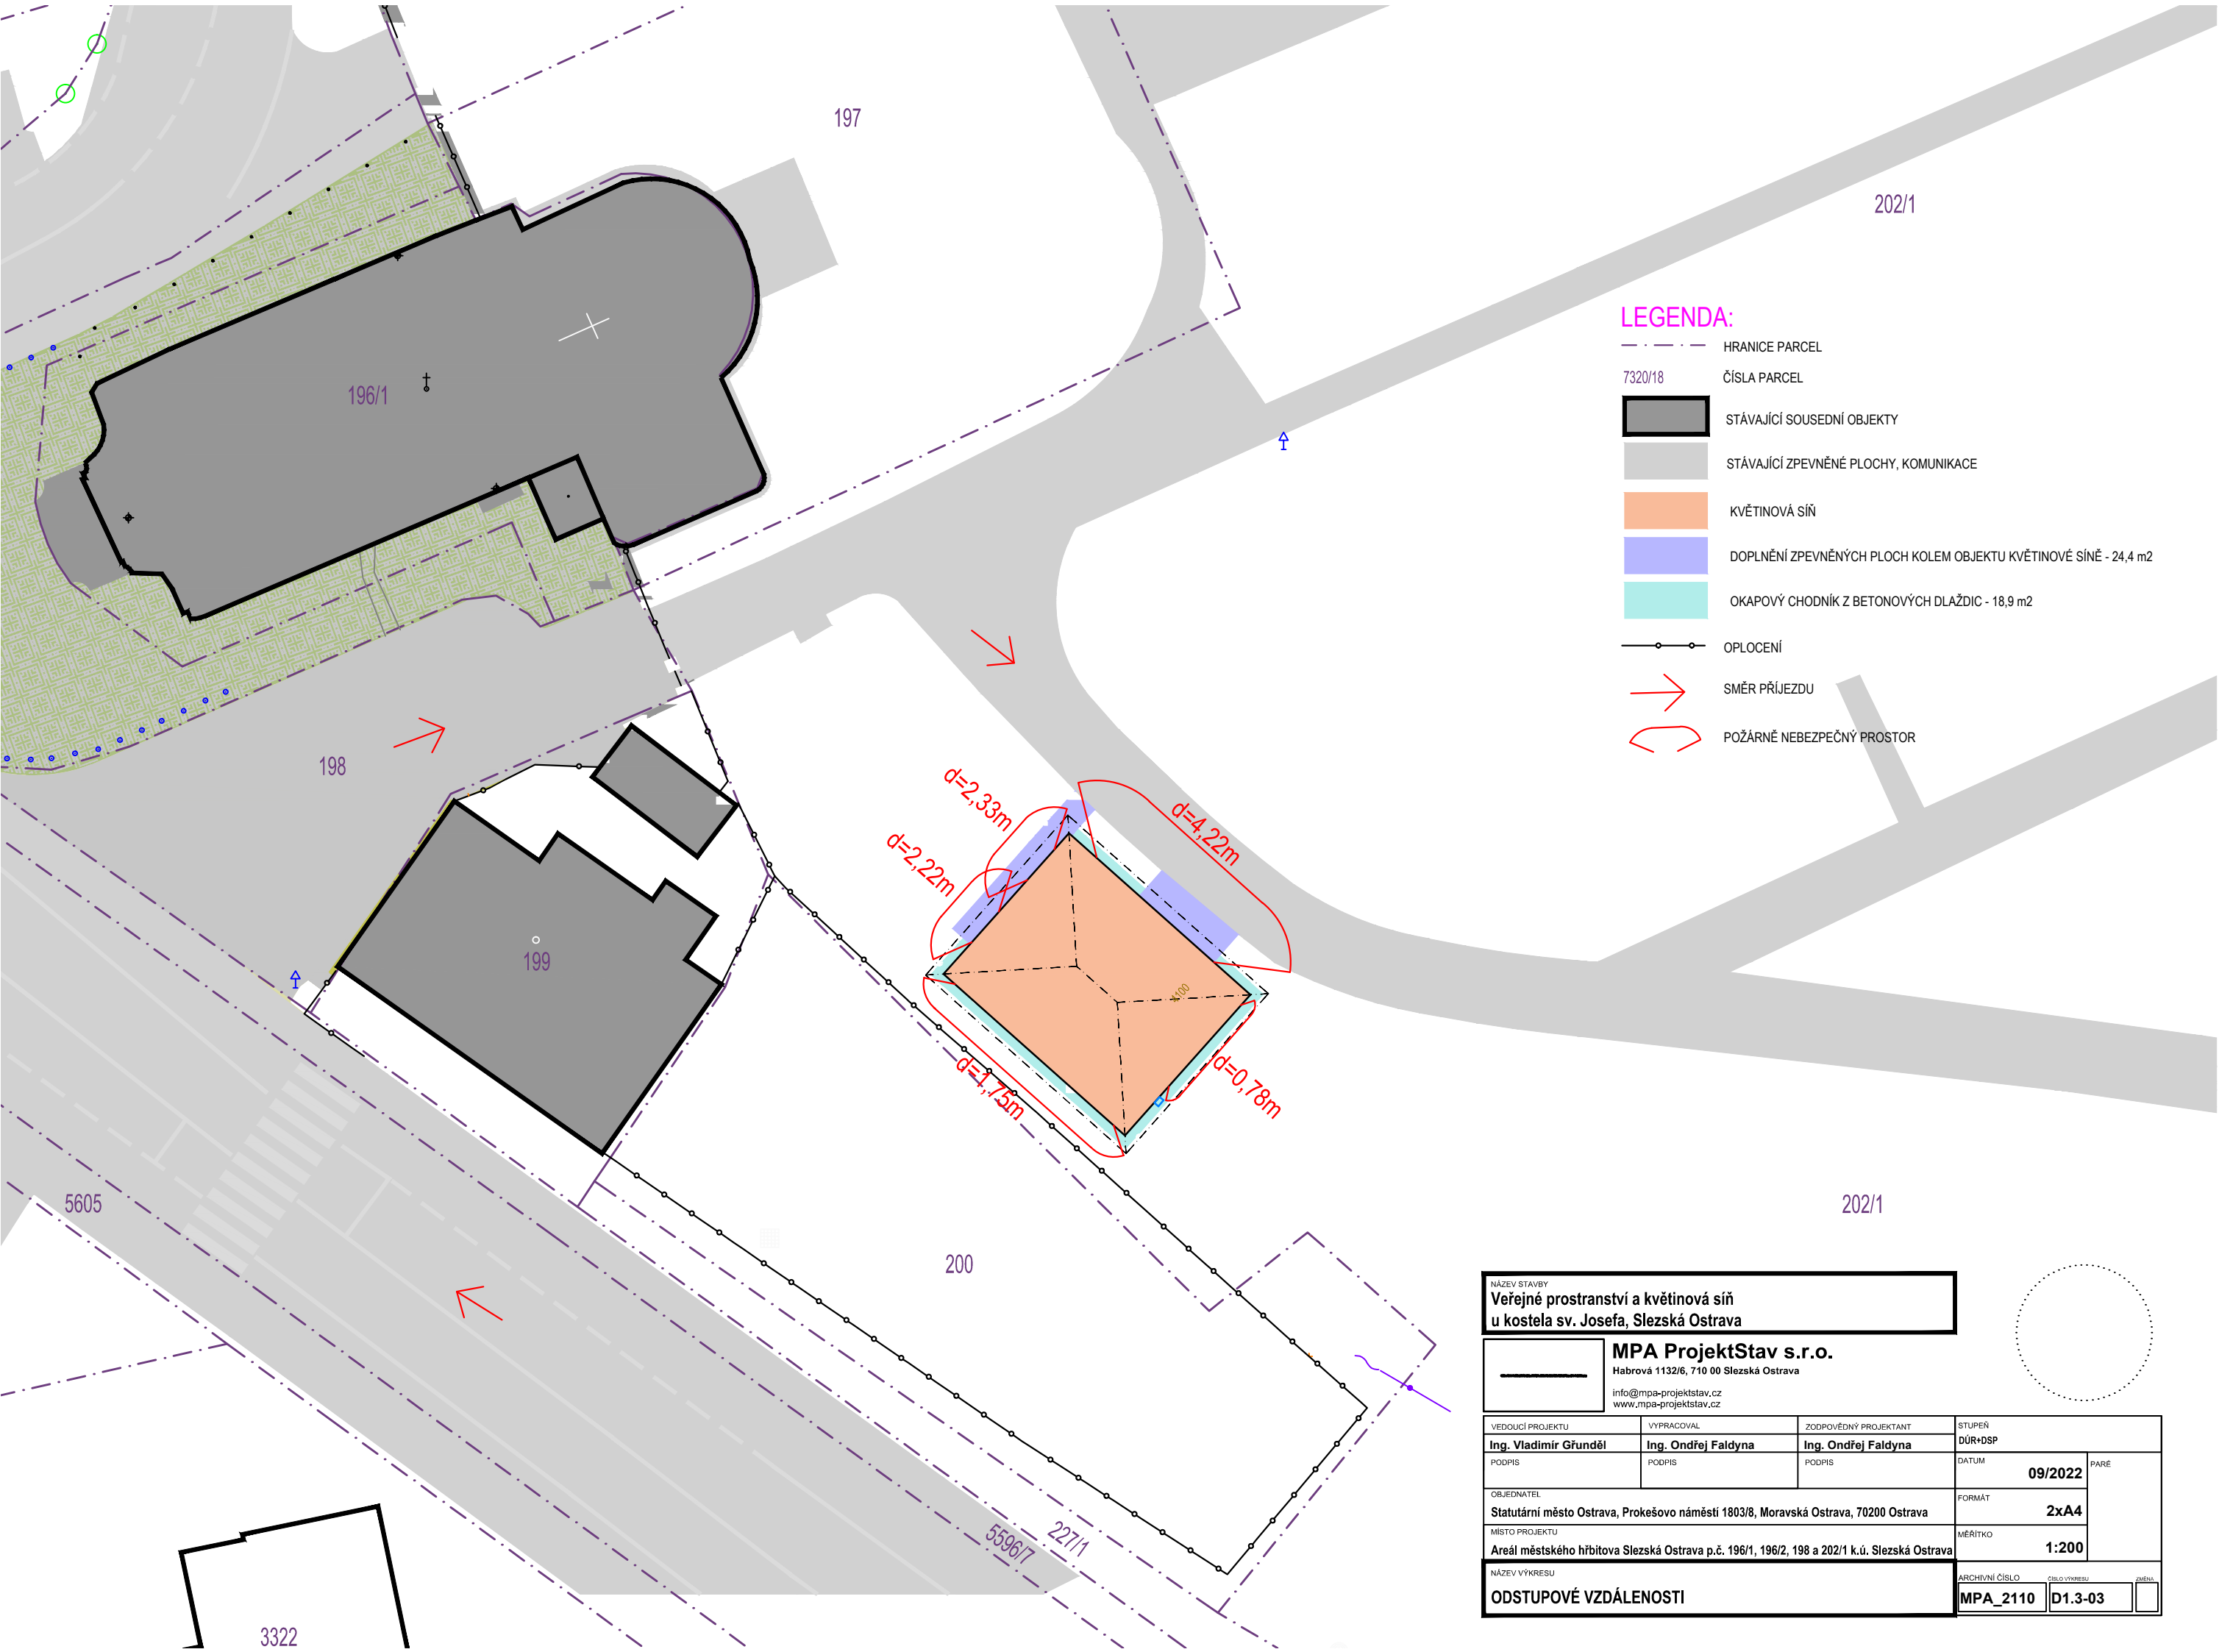 197
202/1
196/1
LEGENDA:
HRANICE PARCEL
7320/18 ČÍSLA PARCEL
STÁVAJÍCÍ SOUSEDNÍ OBJEKTY
STÁVAJÍCÍ ZPEVNĚNÉ PLOCHY, KOMUNIKACE
KVĚTINOVÁ SÍŇ
DOPLNĚNÍ ZPEVNĚNÝCH PLOCH KOLEM OBJEKTU KVĚTINOVÉ SÍNĚ - 24,4 m2
OKAPOVÝ CHODNÍK Z BETONOVÝCH DLAŽDIC - 18,9 m2
OPLOCENÍ
SMĚR PŘÍJEZDU
POŽÁRNĚ NEBEZPEČNÝ PROSTOR
198
d=2,33m
d=4,22m
d=2,22m
199
d=1,75m
d=0,78m
5605
200
202/1
5596/7
227/1
3322
NÁZEV STAVBY
Veřejné prostranství a květinová síň
u kostela sv. Josefa, Slezská Ostrava
MPA ProjektStav s.r.o.
Habrová 1132/6, 710 00 Slezská Ostrava
info@mpa-projektstav.cz
www.mpa-projektstav.cz
VEDOUCÍ PROJEKTU VYPRACOVAL ZODPOVĚDNÝ PROJEKTANT STUPEŇ
Ing. Vladimír Gřunděl Ing. Ondřej Faldyna Ing. Ondřej Faldyna DÚR+DSP
PODPIS PODPIS PODPIS DATUM PARÉ
09/2022
OBJEDNATEL FORMÁT
Statutární město Ostrava, Prokešovo náměstí 1803/8, Moravská Ostrava, 70200 Ostrava 2xA4
MÍSTO PROJEKTU MĚŘÍTKO
Areál městského hřbitova Slezská Ostrava p.č. 196/1, 196/2, 198 a 202/1 k.ú. Slezská Ostrava 1:200
NÁZEV VÝKRESU ARCHIVNÍ ČÍSLO ČÍSLO VÝKRESU ZMĚNA
ODSTUPOVÉ VZDÁLENOSTI MPA_2110 D1.3-03